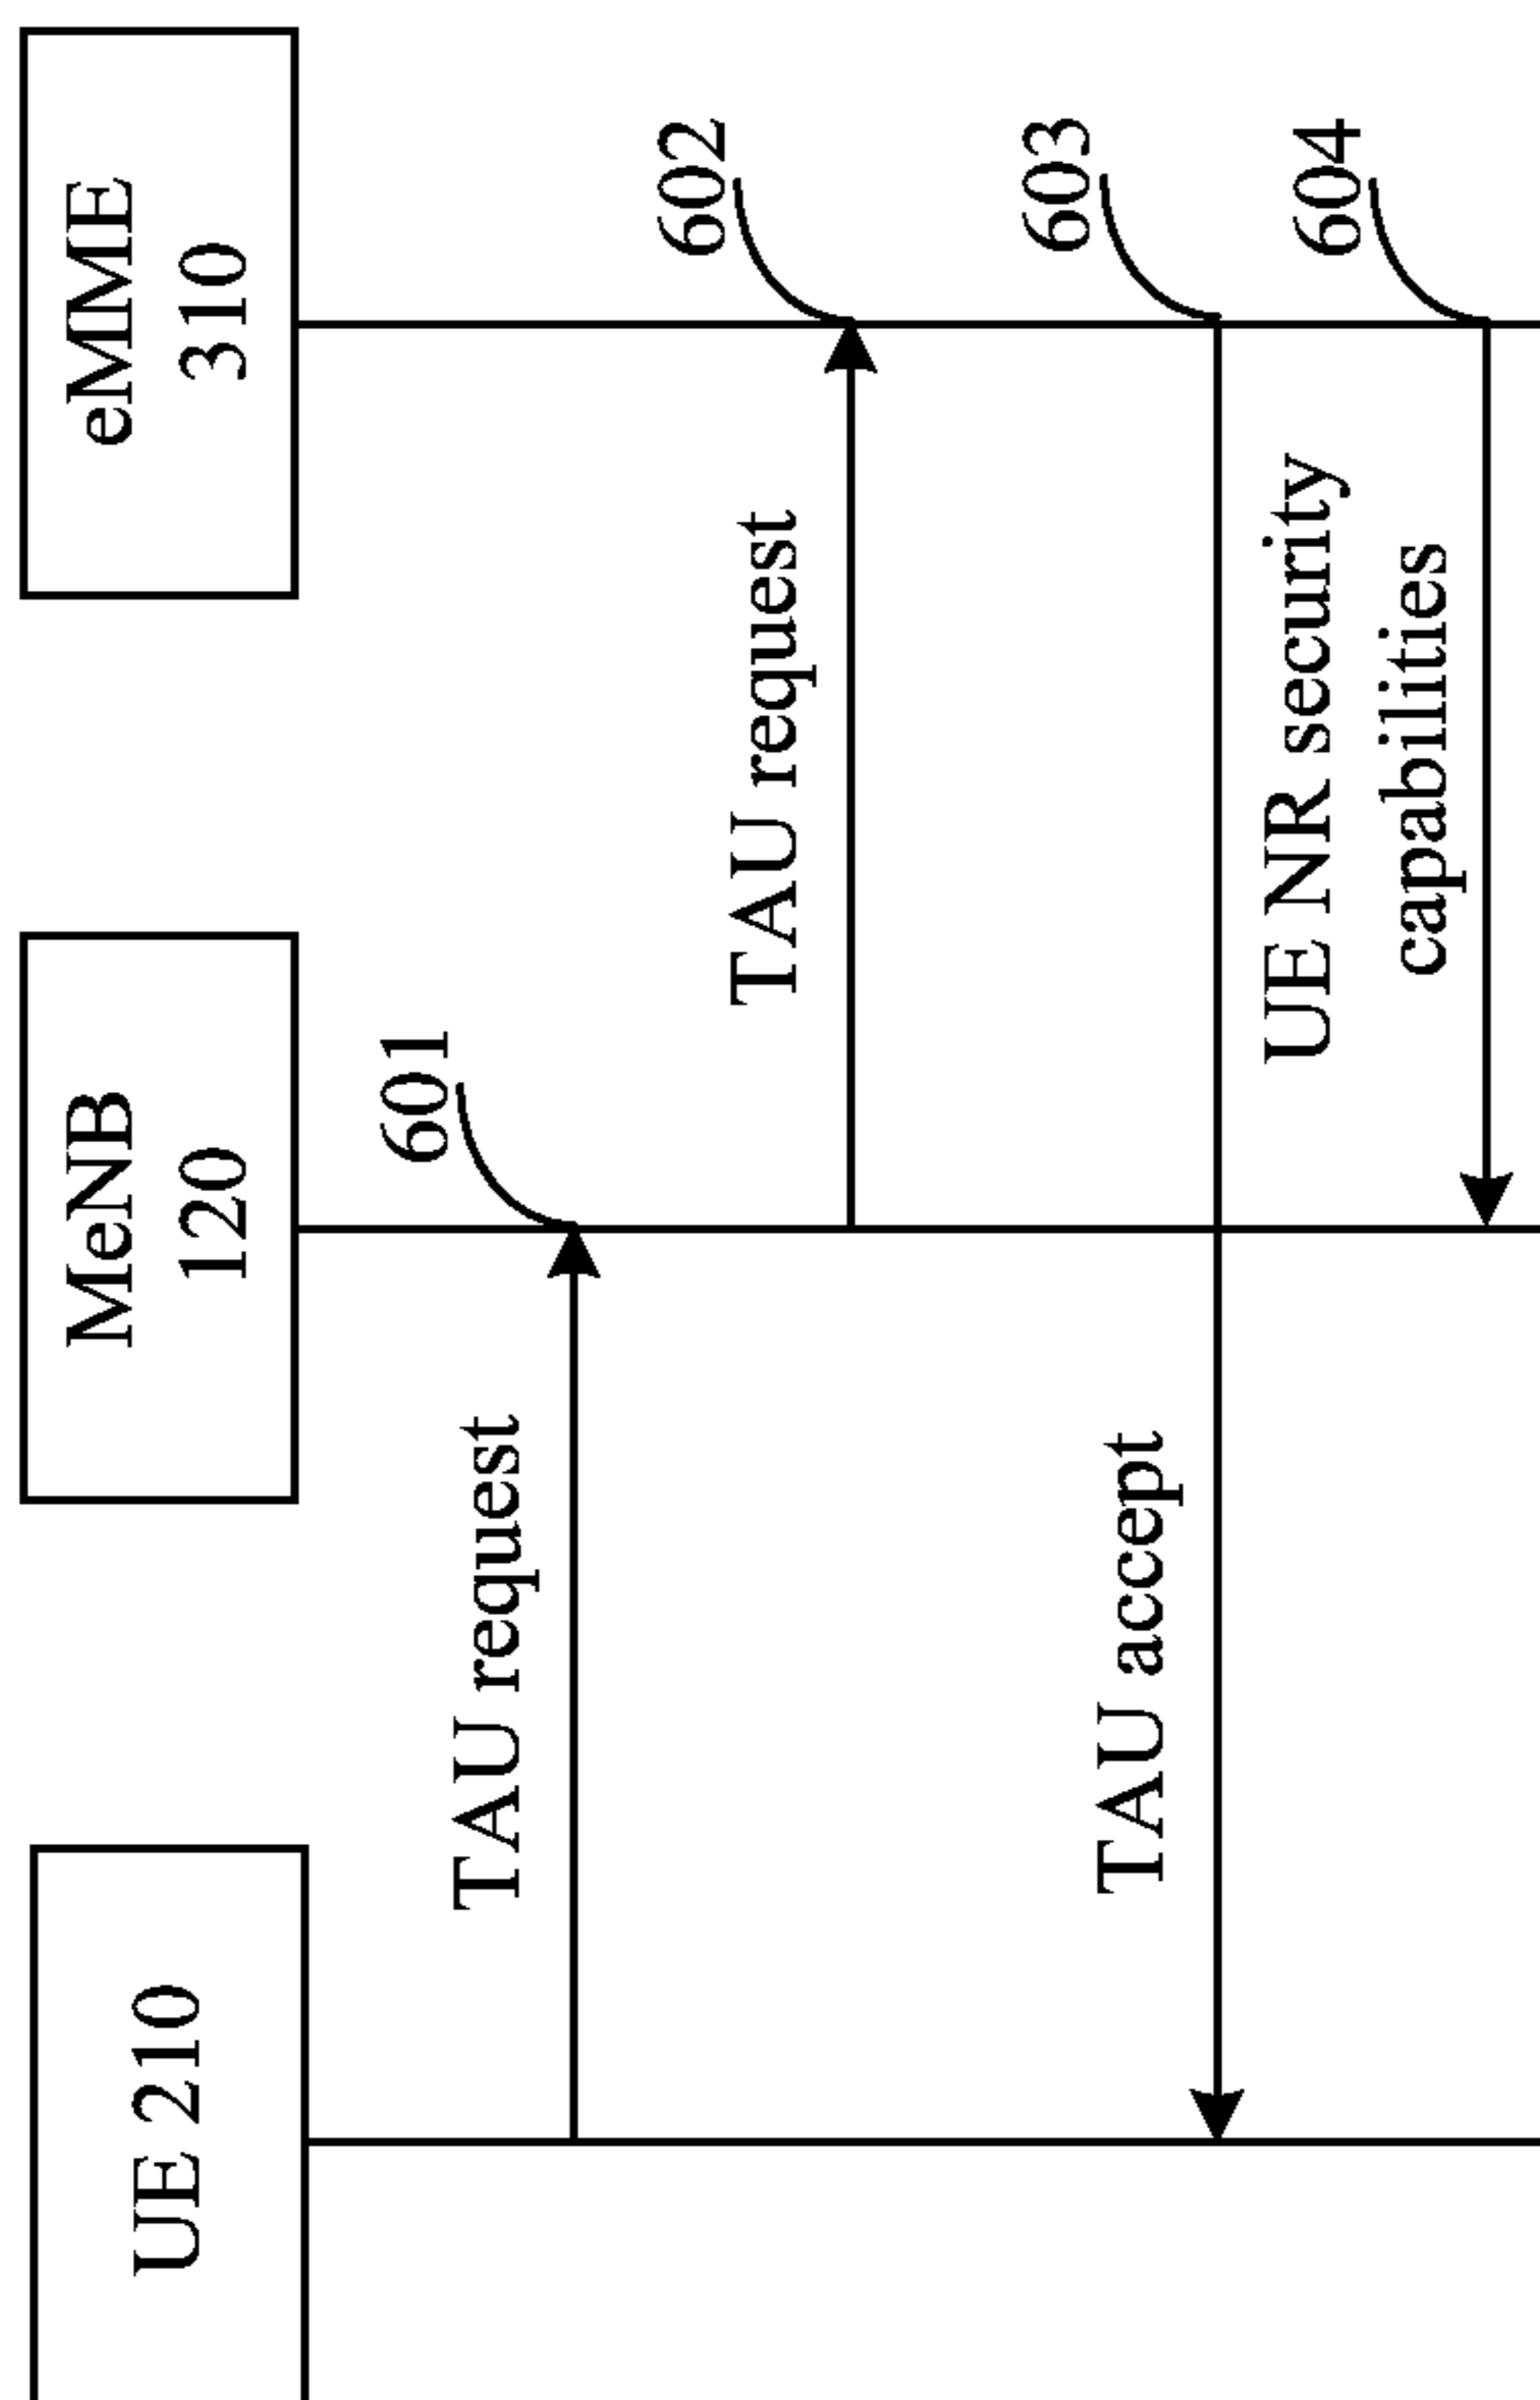 UE 210
MeNB
120
eMME
310
601
TAU request
602
TAU request
603
TAU accept
604
UE NR security
capabilities